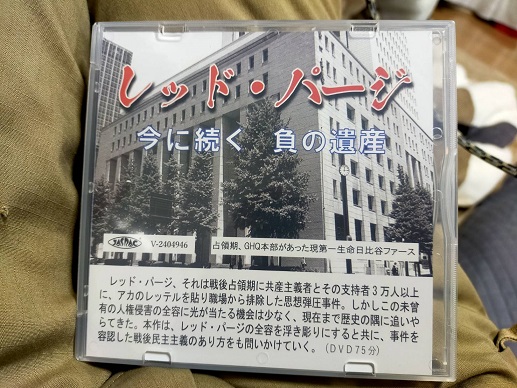 レッド・パージ
今に続く 負の遺産
V-2404946
占領期、GHQ本部があった現第一生命日比谷ファース
レッド・パージ、それは戦後占領期に共産主義者とその支持者3万人以上
に、アカのレッテルを貼り職場から排除した思想弾圧事件。しかしこの未曾
有の人権侵害の全容に光が当たる機会は少なく、現在まで歴史の隅に追いや
らてきた。本作は、レッド・パージの全容を浮き彫りにすると共に、事件を
容認した戦後民主主義のあり方をも問いかけていく。(DVD75分)